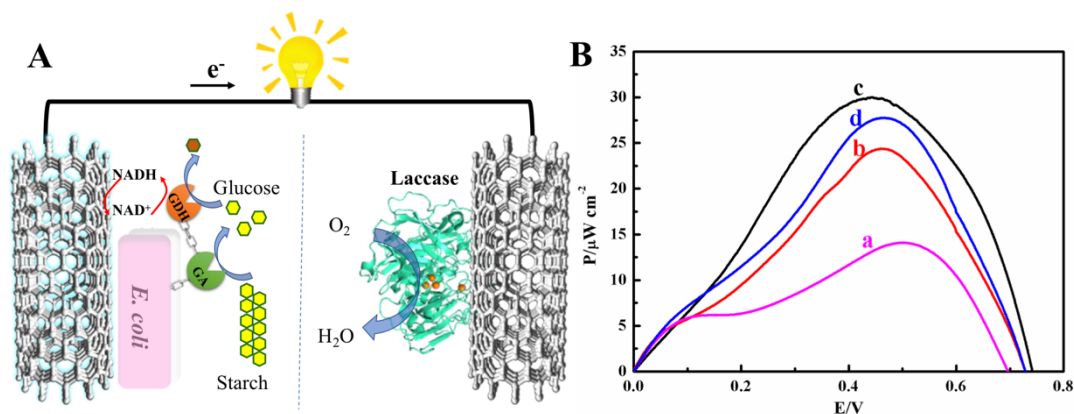 A
e-
NADH
NAD+
GDH
Glucose
GA
E. coli
Starch
Laccase
O2
H2O
B
35
30
25
20
15
10
5
0
P/μW cm-2
c
d
b
a
0.0
0.2
0.4
0.6
0.8
E/V